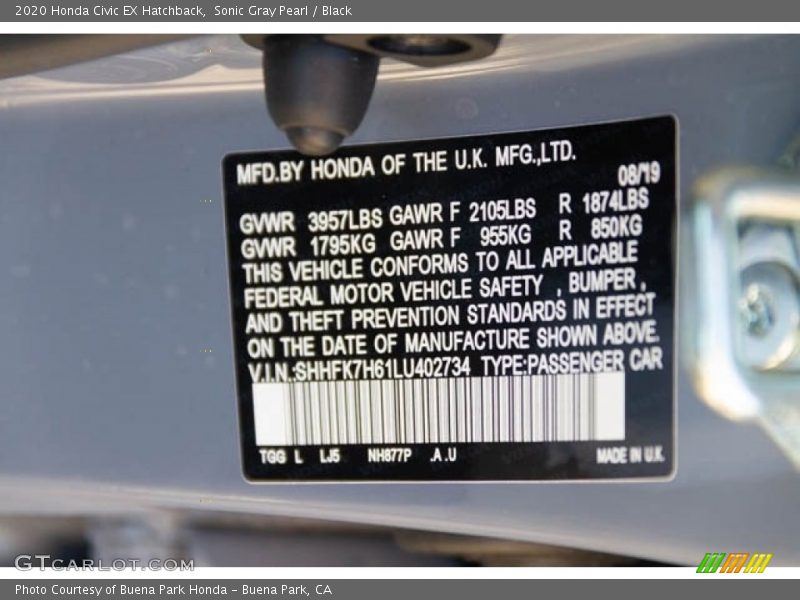 2020 Honda Civic EX Hatchback, Sonic Gray Pearl / Black
MFD.BY HONDA OF THE U.K. MFG.,LTD.
08/19
GVWR 3957LBS GAWR F 2105LBS R 1874LBS
GVWR 1795KG GAWR F 955KG R 850KG
THIS VEHICLE CONFORMS TO ALL APPLICABLE
FEDERAL MOTOR VEHICLE SAFETY , BUMPER ,
AND THEFT PREVENTION STANDARDS IN EFFECT
ON THE DATE OF MANUFACTURE SHOWN ABOVE.
V.I.N.:SHHFK7H61LU402734 TYPE:PASSENGER CAR
TGG L LJ5 NH877P .A.U MADE IN U.K.
GTCARLOT.COM
Photo Courtesy of Buena Park Honda - Buena Park, CA